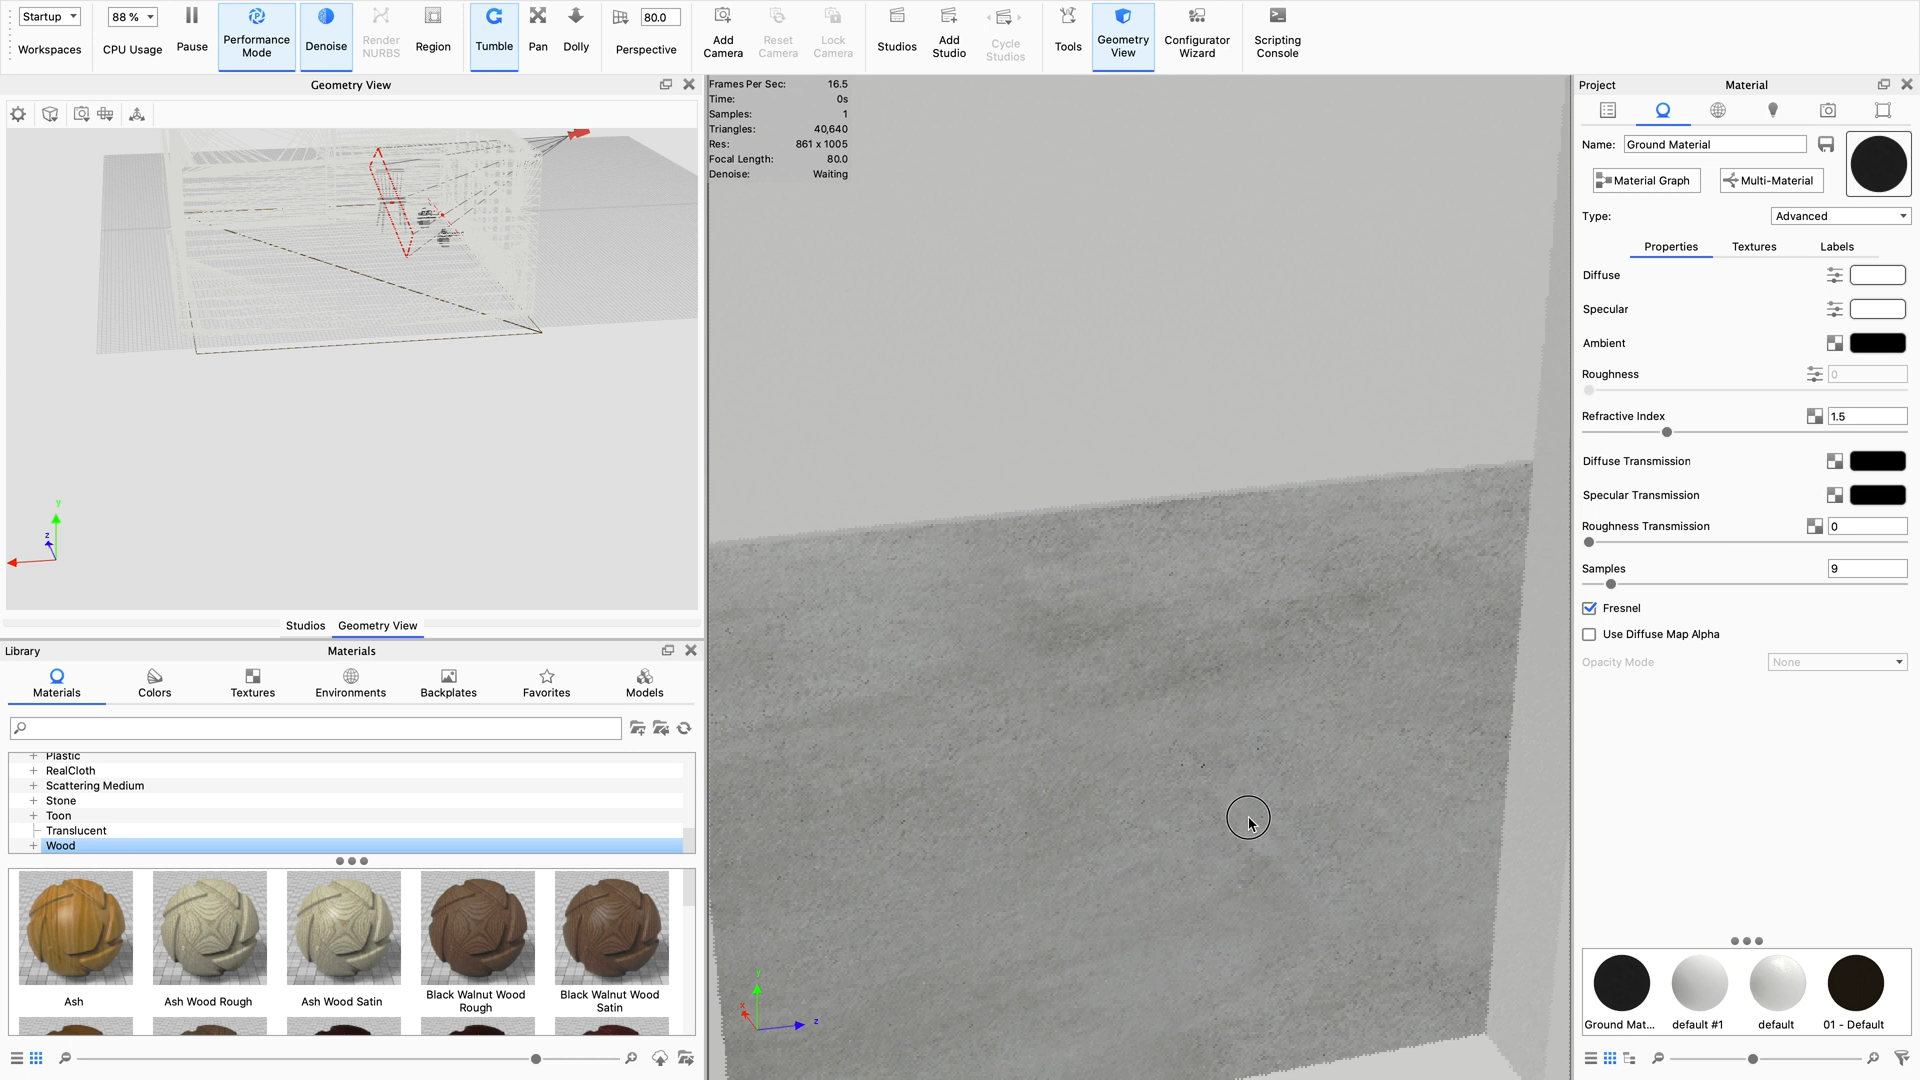 Startup
88 %
80.0
Workspaces
CPU Usage
Pause
Performance
Mode
Denoise
Render
NURBS
Region
Tumble
Pan
Dolly
Perspective
Add
Camera
Reset
Camera
Lock
Camera
Studios
Add
Studio
Cycle
Studios
Tools
Geometry
View
Configurator
Wizard
Scripting
Console
Geometry View
y
z
Studios
Geometry View
Library
Materials
Materials
Colors
Textures
Environments
Backplates
Favorites
Models
Plastic
RealCloth
Scattering Medium
Stone
Toon
Translucent
Wood
Ash
Ash Wood Rough
Ash Wood Satin
Black Walnut Wood
Rough
Black Walnut Wood
Satin
Frames Per Sec: 16.5
Time: 0s
Samples: 1
Triangles: 40,640
Res: 861 x 1005
Focal Length: 80.0
Denoise: Waiting
y
x
z
Project
Material
Name: Ground Material
Material Graph
Multi-Material
Type: Advanced
Properties
Textures
Labels
Diffuse
Specular
Ambient
Roughness 0
Refractive Index 1.5
Diffuse Transmission
Specular Transmission
Roughness Transmission 0
Samples 9
Fresnel
Use Diffuse Map Alpha
Opacity Mode None
Ground Mat...
default #1
default
01 - Default